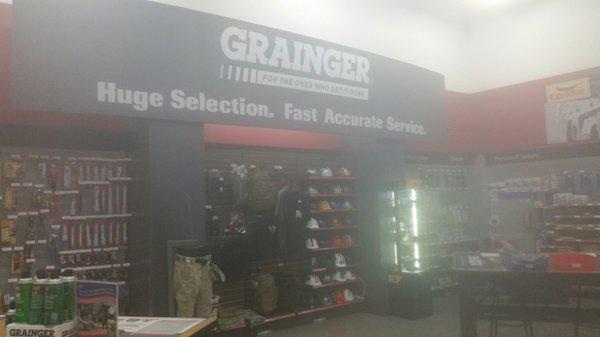 GRAINGER
FOR THE ONES WHO GET IT DONE
Huge Selection. Fast Accurate Service.
GRAINGER